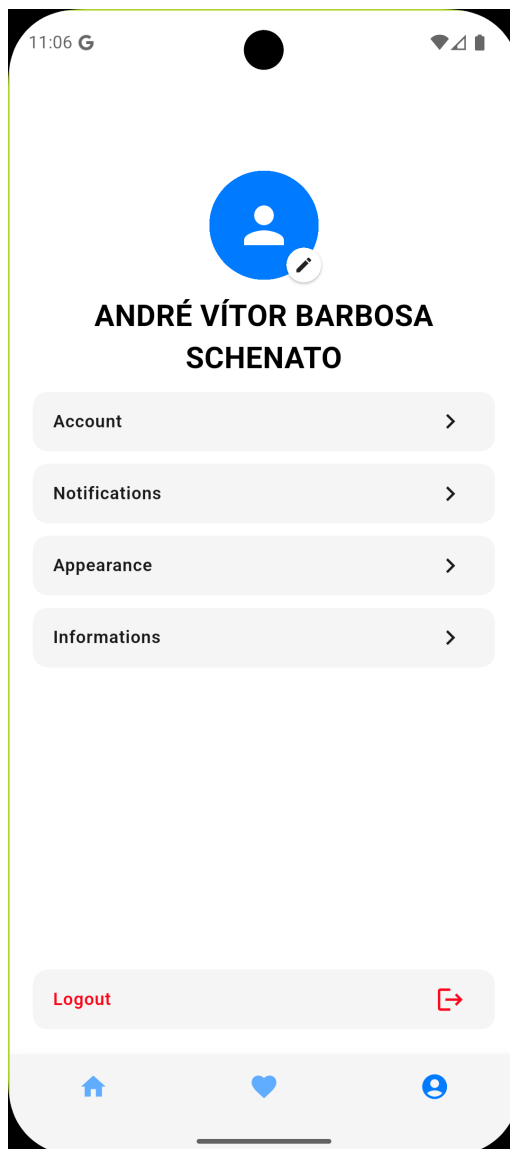 11:06 G
ANDRÉ VÍTOR BARBOSA
SCHENATO
Account
Notifications
Appearance
Informations
Logout